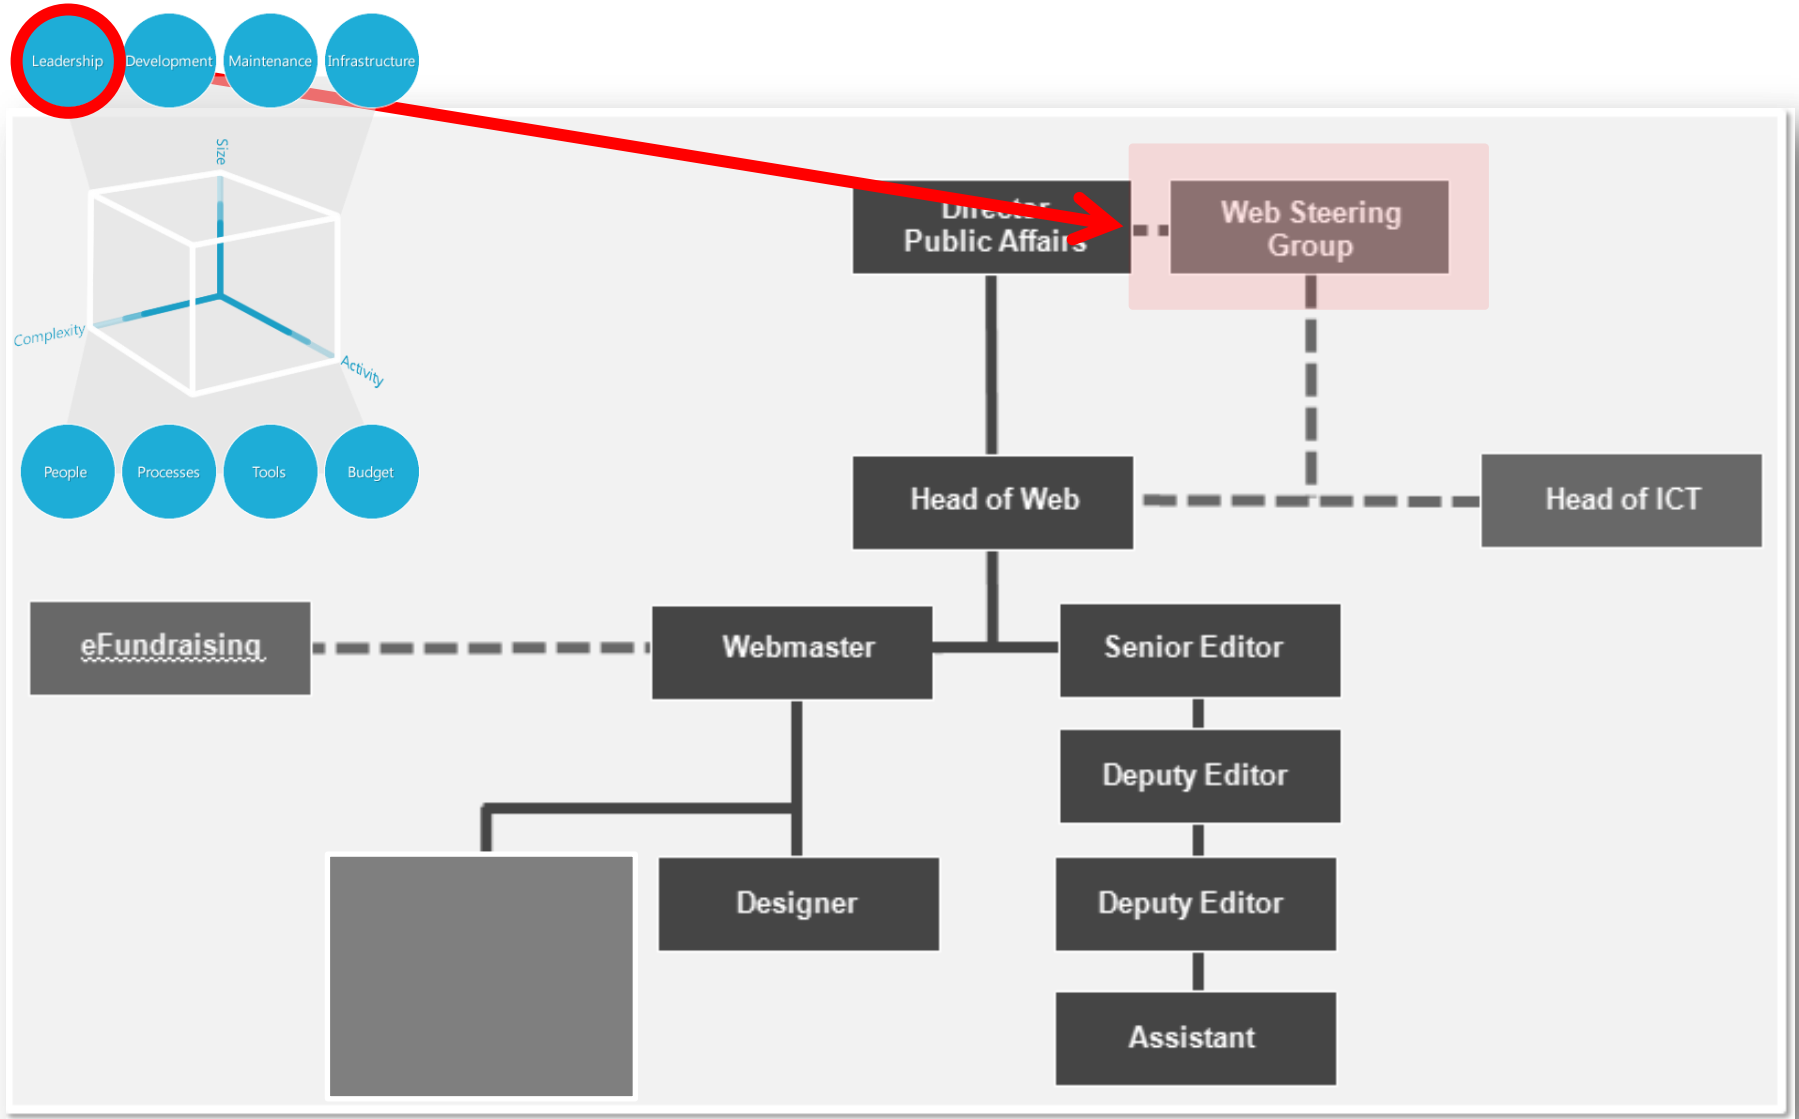 Leadership
Development
Maintenance
Infrastructure
Size
Complexity
Activity
People
Processes
Tools
Budget
Director
Public Affairs
Web Steering
Group
Head of Web
Head of ICT
eFundraising
Webmaster
Senior Editor
Deputy Editor
Designer
Deputy Editor
Assistant